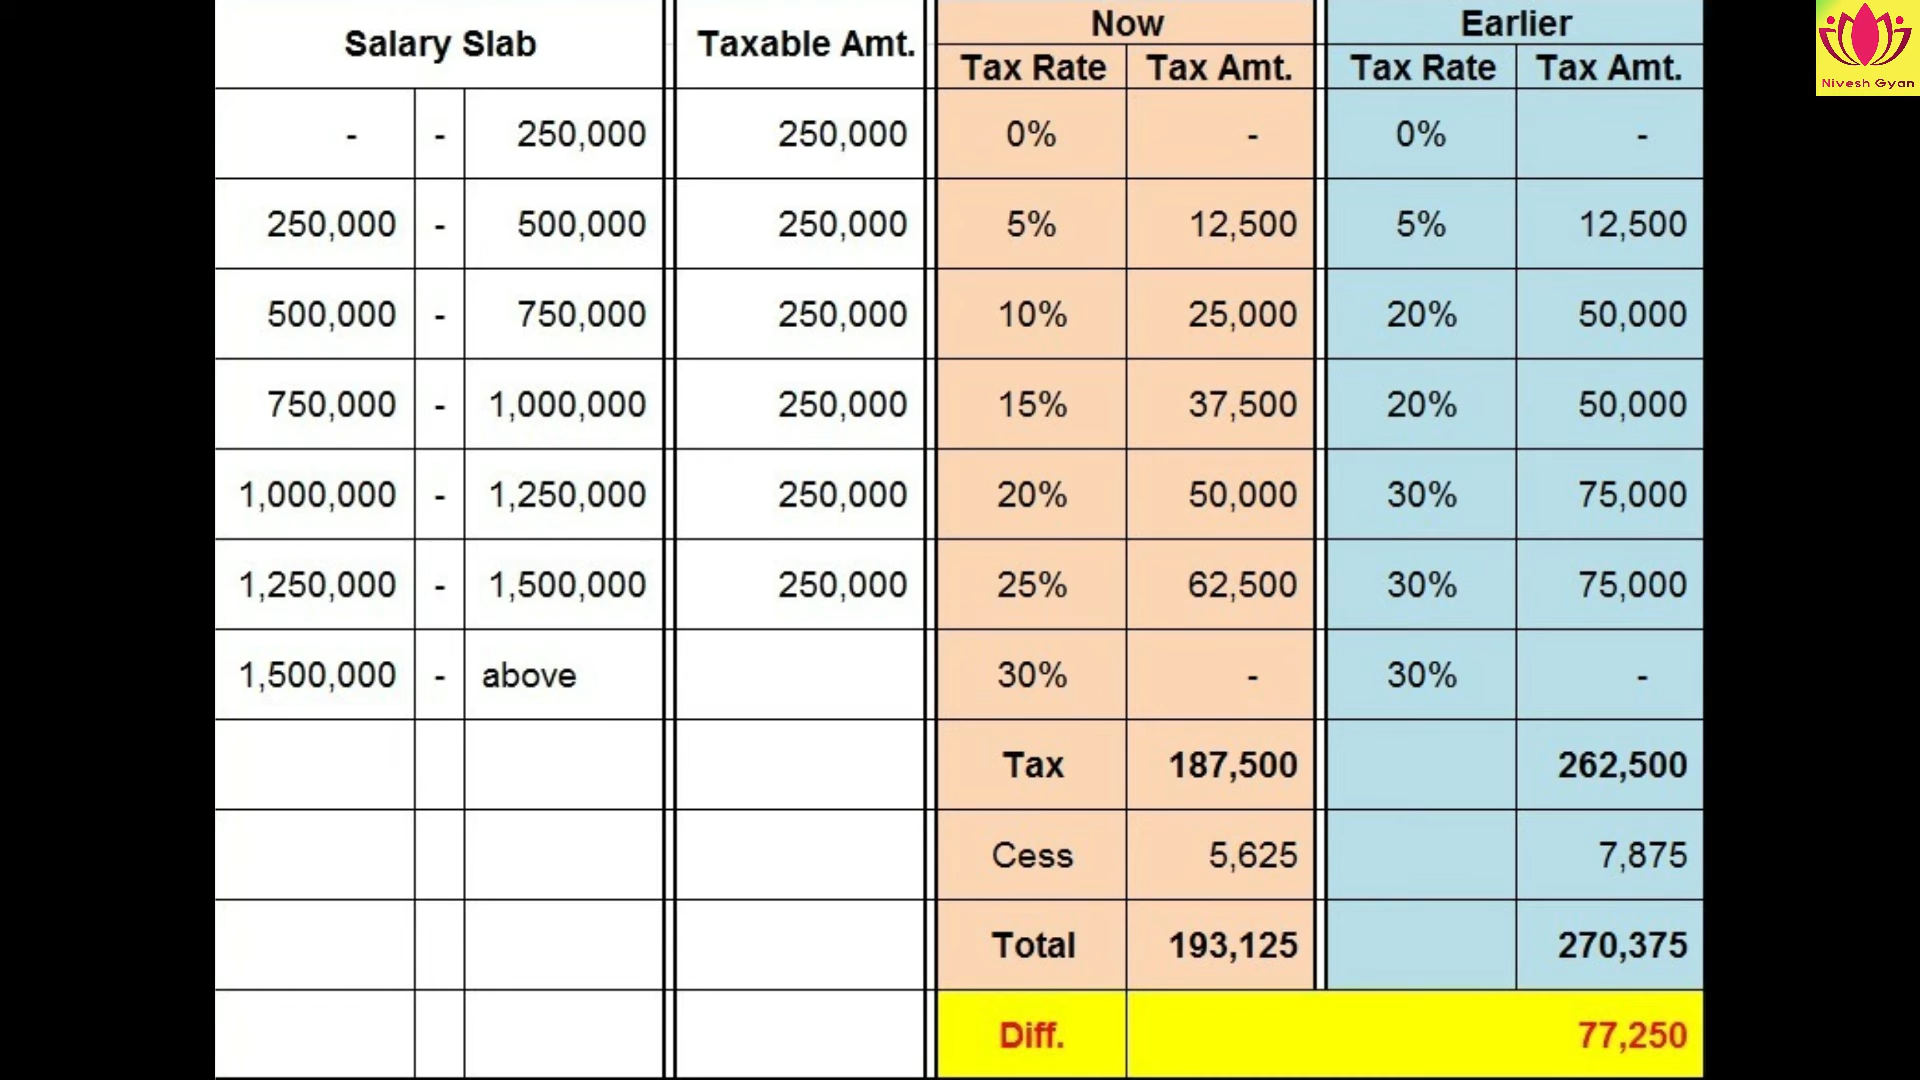 Salary Slab Taxable Amt. Now Earlier
Tax Rate Tax Amt. Tax Rate Tax Amt.
Nivesh Gyan
- - 250,000 250,000 0% - 0% -
250,000 - 500,000 250,000 5% 12,500 5% 12,500
500,000 - 750,000 250,000 10% 25,000 20% 50,000
750,000 - 1,000,000 250,000 15% 37,500 20% 50,000
1,000,000 - 1,250,000 250,000 20% 50,000 30% 75,000
1,250,000 - 1,500,000 250,000 25% 62,500 30% 75,000
1,500,000 - above 30% - 30% -
Tax 187,500 262,500
Cess 5,625 7,875
Total 193,125 270,375
Diff. 77,250